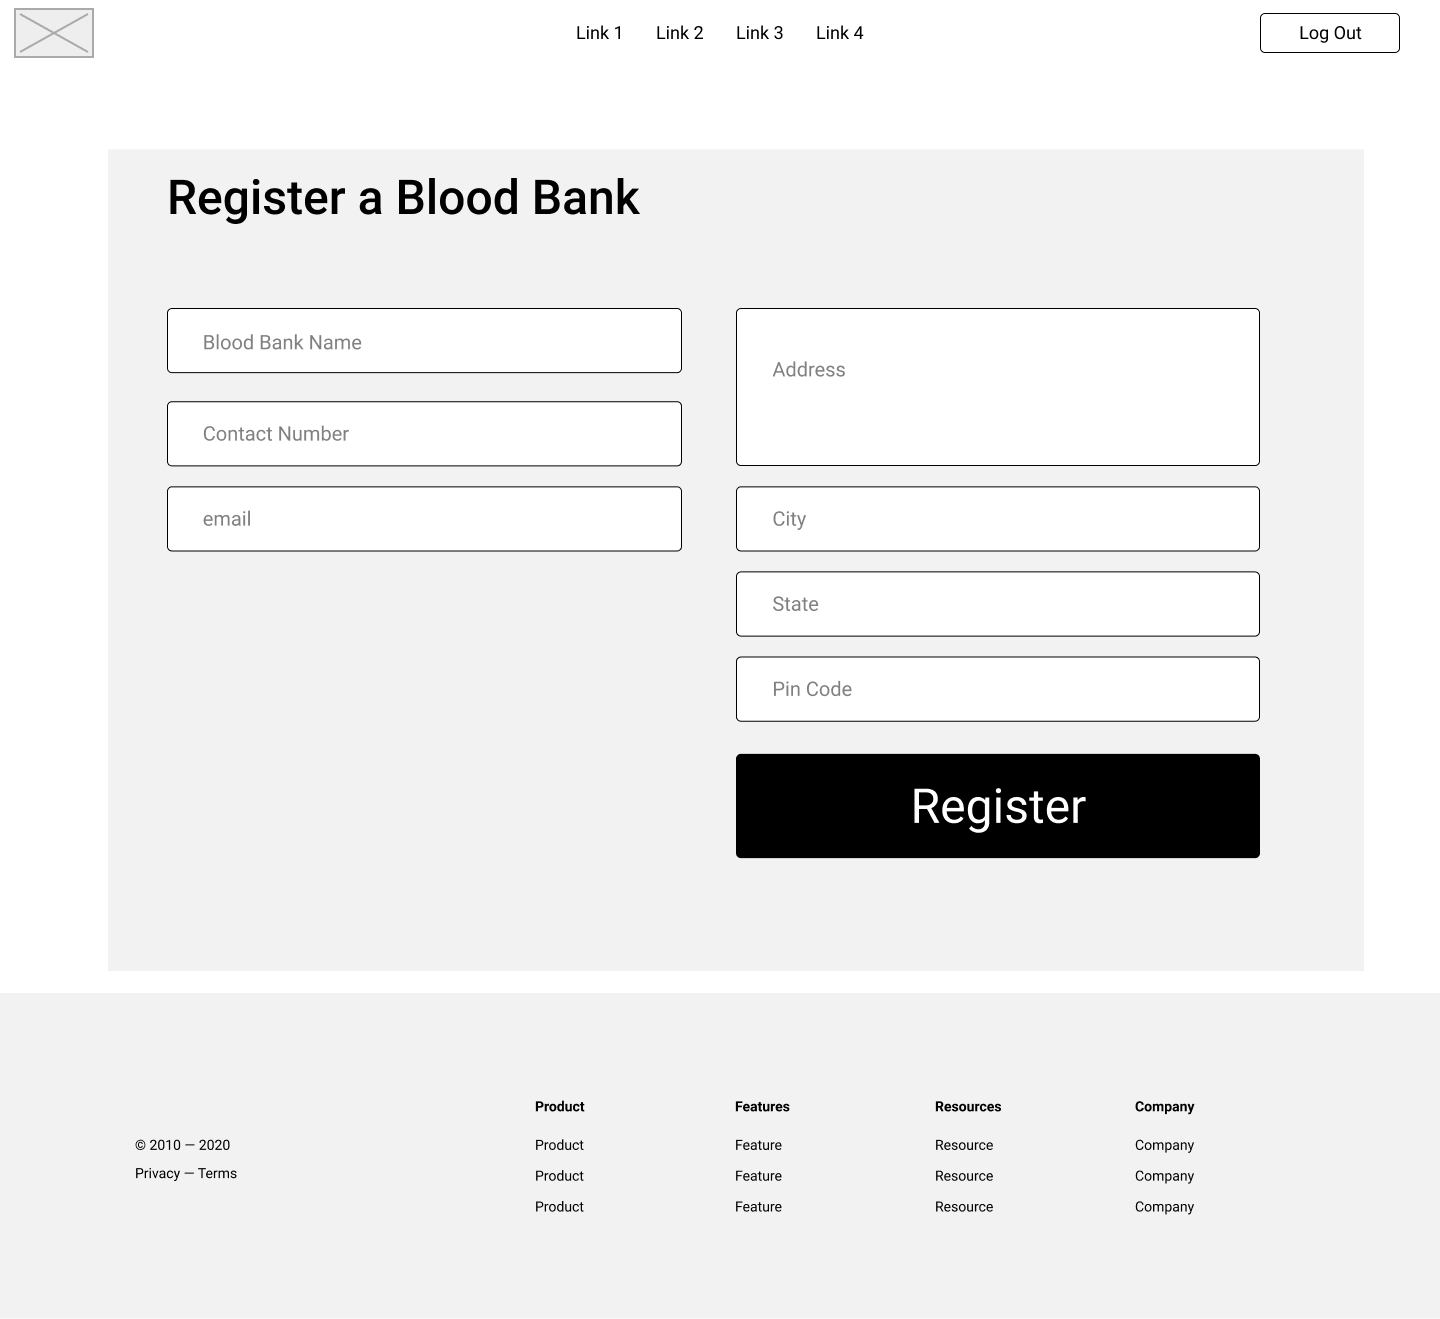 Link 1 Link 2 Link 3 Link 4 Log Out
Register a Blood Bank
Blood Bank Name
Contact Number
email
Address
City
State
Pin Code
Register
© 2010 — 2020
Privacy — Terms
Product
Product
Product
Product
Features
Feature
Feature
Feature
Resources
Resource
Resource
Resource
Company
Company
Company
Company